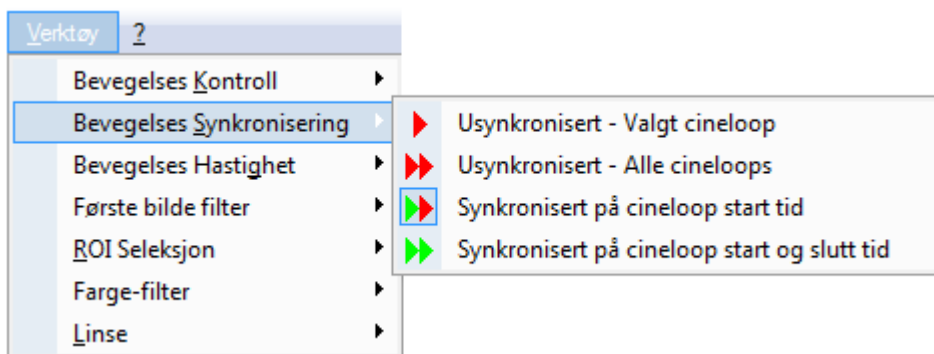 Verktøy ?
Bevegelses Kontroll
Bevegelses Synkronisering
Usynkronisert - Valgt cineloop
Bevegelses Hastighet
Usynkronisert - Alle cineloops
Første bilde filter
Synkronisert på cineloop start tid
ROI Seleksjon
Synkronisert på cineloop start og slutt tid
Farge-filter
Linse